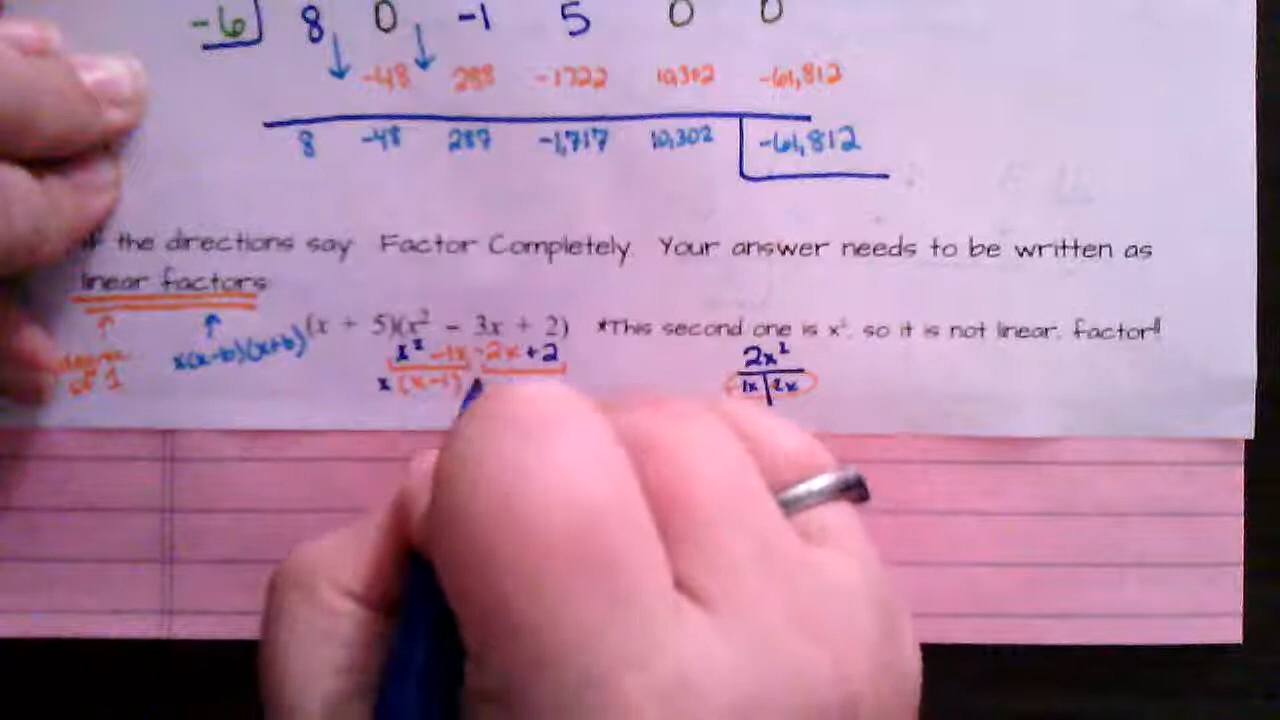 -6 8 0 -1 5 0 0
-48 288 -1722 10,302 -61,812
8 -48 287 -1,717 10,302 -61,812
the directions say Factor Completely Your answer needs to be written as
linear factors
(x + 5)(x² - 3x + 2) *This second one is x², so it is not linear, factor!!
degree of 1 x(x-b)(x+b) x² -1x -2x +2 2x²
x (x-1) 1x 2x